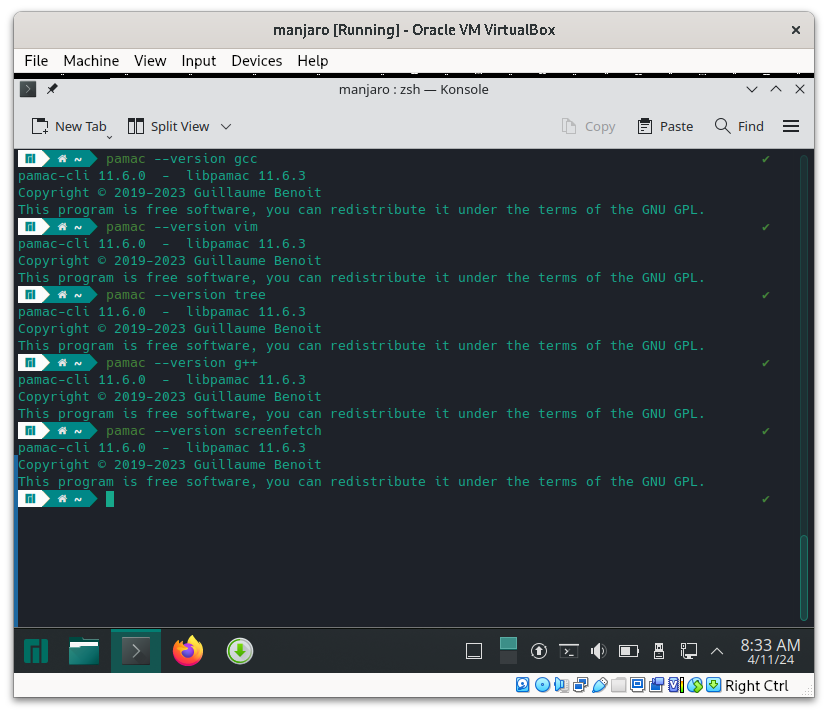 manjaro [Running] - Oracle VM VirtualBox
File Machine View Input Devices Help
manjaro : zsh — Konsole
New Tab Split View Copy Paste Find
~ pamac --version gcc ✔
pamac-cli 11.6.0 - libpamac 11.6.3
Copyright © 2019-2023 Guillaume Benoit
This program is free software, you can redistribute it under the terms of the GNU GPL.
~ pamac --version vim ✔
pamac-cli 11.6.0 - libpamac 11.6.3
Copyright © 2019-2023 Guillaume Benoit
This program is free software, you can redistribute it under the terms of the GNU GPL.
~ pamac --version tree ✔
pamac-cli 11.6.0 - libpamac 11.6.3
Copyright © 2019-2023 Guillaume Benoit
This program is free software, you can redistribute it under the terms of the GNU GPL.
~ pamac --version g++ ✔
pamac-cli 11.6.0 - libpamac 11.6.3
Copyright © 2019-2023 Guillaume Benoit
This program is free software, you can redistribute it under the terms of the GNU GPL.
~ pamac --version screenfetch ✔
pamac-cli 11.6.0 - libpamac 11.6.3
Copyright © 2019-2023 Guillaume Benoit
This program is free software, you can redistribute it under the terms of the GNU GPL.
~ ✔
8:33 AM
4/11/24
Right Ctrl